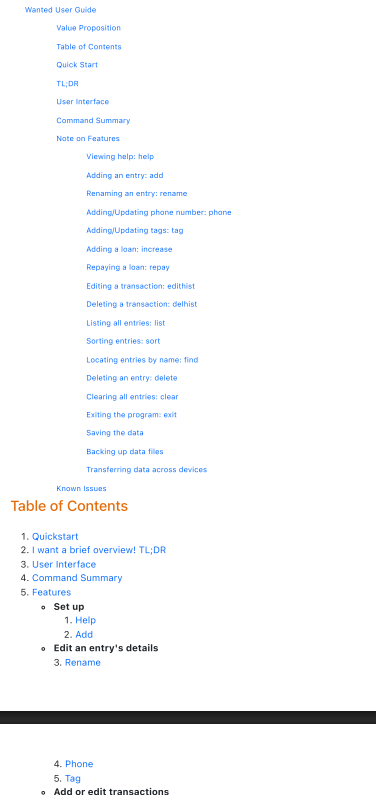 Wanted User Guide
Value Proposition
Table of Contents
Quick Start
TL;DR
User Interface
Command Summary
Note on Features
Viewing help: help
Adding an entry: add
Renaming an entry: rename
Adding/Updating phone number: phone
Adding/Updating tags: tag
Adding a loan: increase
Repaying a loan: repay
Editing a transaction: edithist
Deleting a transaction: delhist
Listing all entries: list
Sorting entries: sort
Locating entries by name: find
Deleting an entry: delete
Clearing all entries: clear
Exiting the program: exit
Saving the data
Backing up data files
Transferring data across devices
Known Issues
Table of Contents
1. Quickstart
2. I want a brief overview! TL;DR
3. User Interface
4. Command Summary
5. Features
Set up
1. Help
2. Add
Edit an entry's details
3. Rename
4. Phone
5. Tag
Add or edit transactions